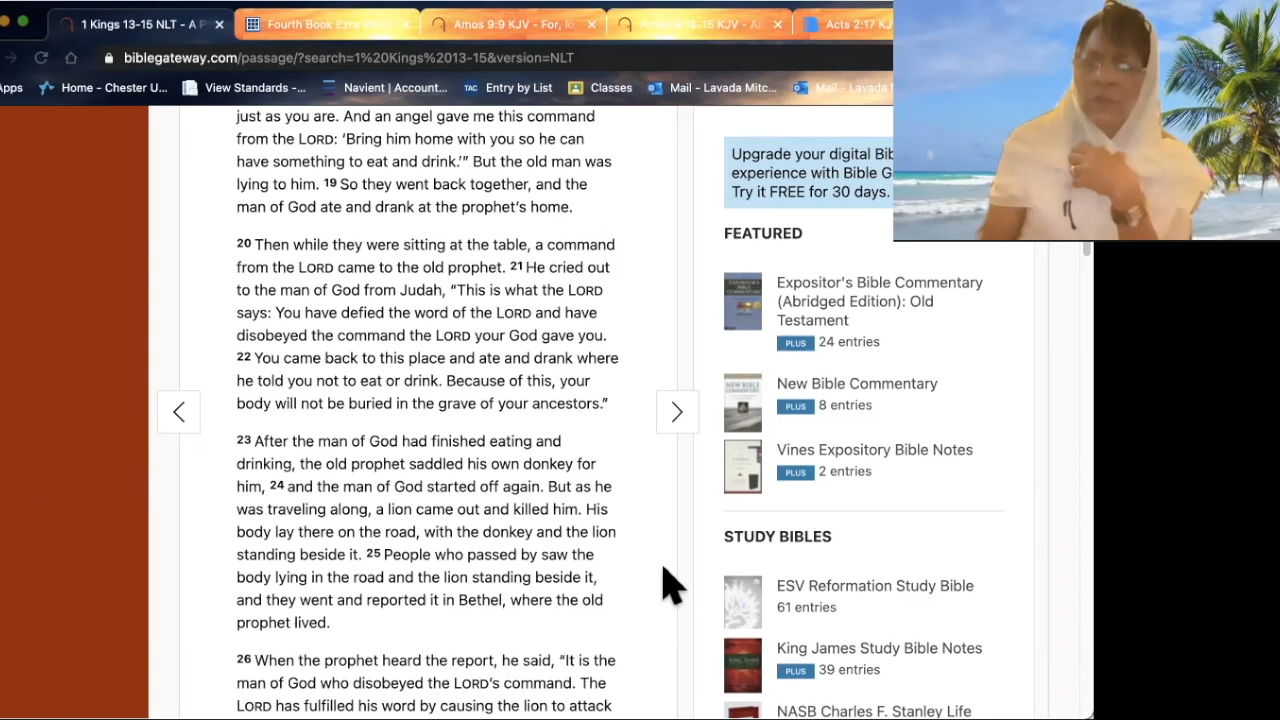 1 Kings 13-15 NLT - A P
Fourth Book Ezra
Amos 9:9 KJV - For, lo
KJV - A
Acts 2:17 KJ
biblegateway.com/passage/?search=1%20Kings%2013-15&version=NLT
Apps
Home - Chester U...
View Standards -...
Navient | Account...
TAC Entry by List
Classes
Mail - Lavada Mitc...
Mail - Lavada
just as you are. And an angel gave me this command
from the LORD: ‘Bring him home with you so he can
have something to eat and drink.’” But the old man was
lying to him. 19 So they went back together, and the
man of God ate and drank at the prophet’s home.
20 Then while they were sitting at the table, a command
from the LORD came to the old prophet. 21 He cried out
to the man of God from Judah, “This is what the LORD
says: You have defied the word of the LORD and have
disobeyed the command the LORD your God gave you.
22 You came back to this place and ate and drank where
he told you not to eat or drink. Because of this, your
body will not be buried in the grave of your ancestors.”
23 After the man of God had finished eating and
drinking, the old prophet saddled his own donkey for
him, 24 and the man of God started off again. But as he
was traveling along, a lion came out and killed him. His
body lay there on the road, with the donkey and the lion
standing beside it. 25 People who passed by saw the
body lying in the road and the lion standing beside it,
and they went and reported it in Bethel, where the old
prophet lived.
26 When the prophet heard the report, he said, “It is the
man of God who disobeyed the LORD’s command. The
LORD has fulfilled his word by causing the lion to attack
Upgrade your digital Bib
experience with Bible G
Try it FREE for 30 days.
FEATURED
Expositor's Bible Commentary
(Abridged Edition): Old
Testament
PLUS 24 entries
New Bible Commentary
PLUS 8 entries
Vines Expository Bible Notes
PLUS 2 entries
STUDY BIBLES
ESV Reformation Study Bible
61 entries
King James Study Bible Notes
PLUS 39 entries
NASB Charles F. Stanley Life